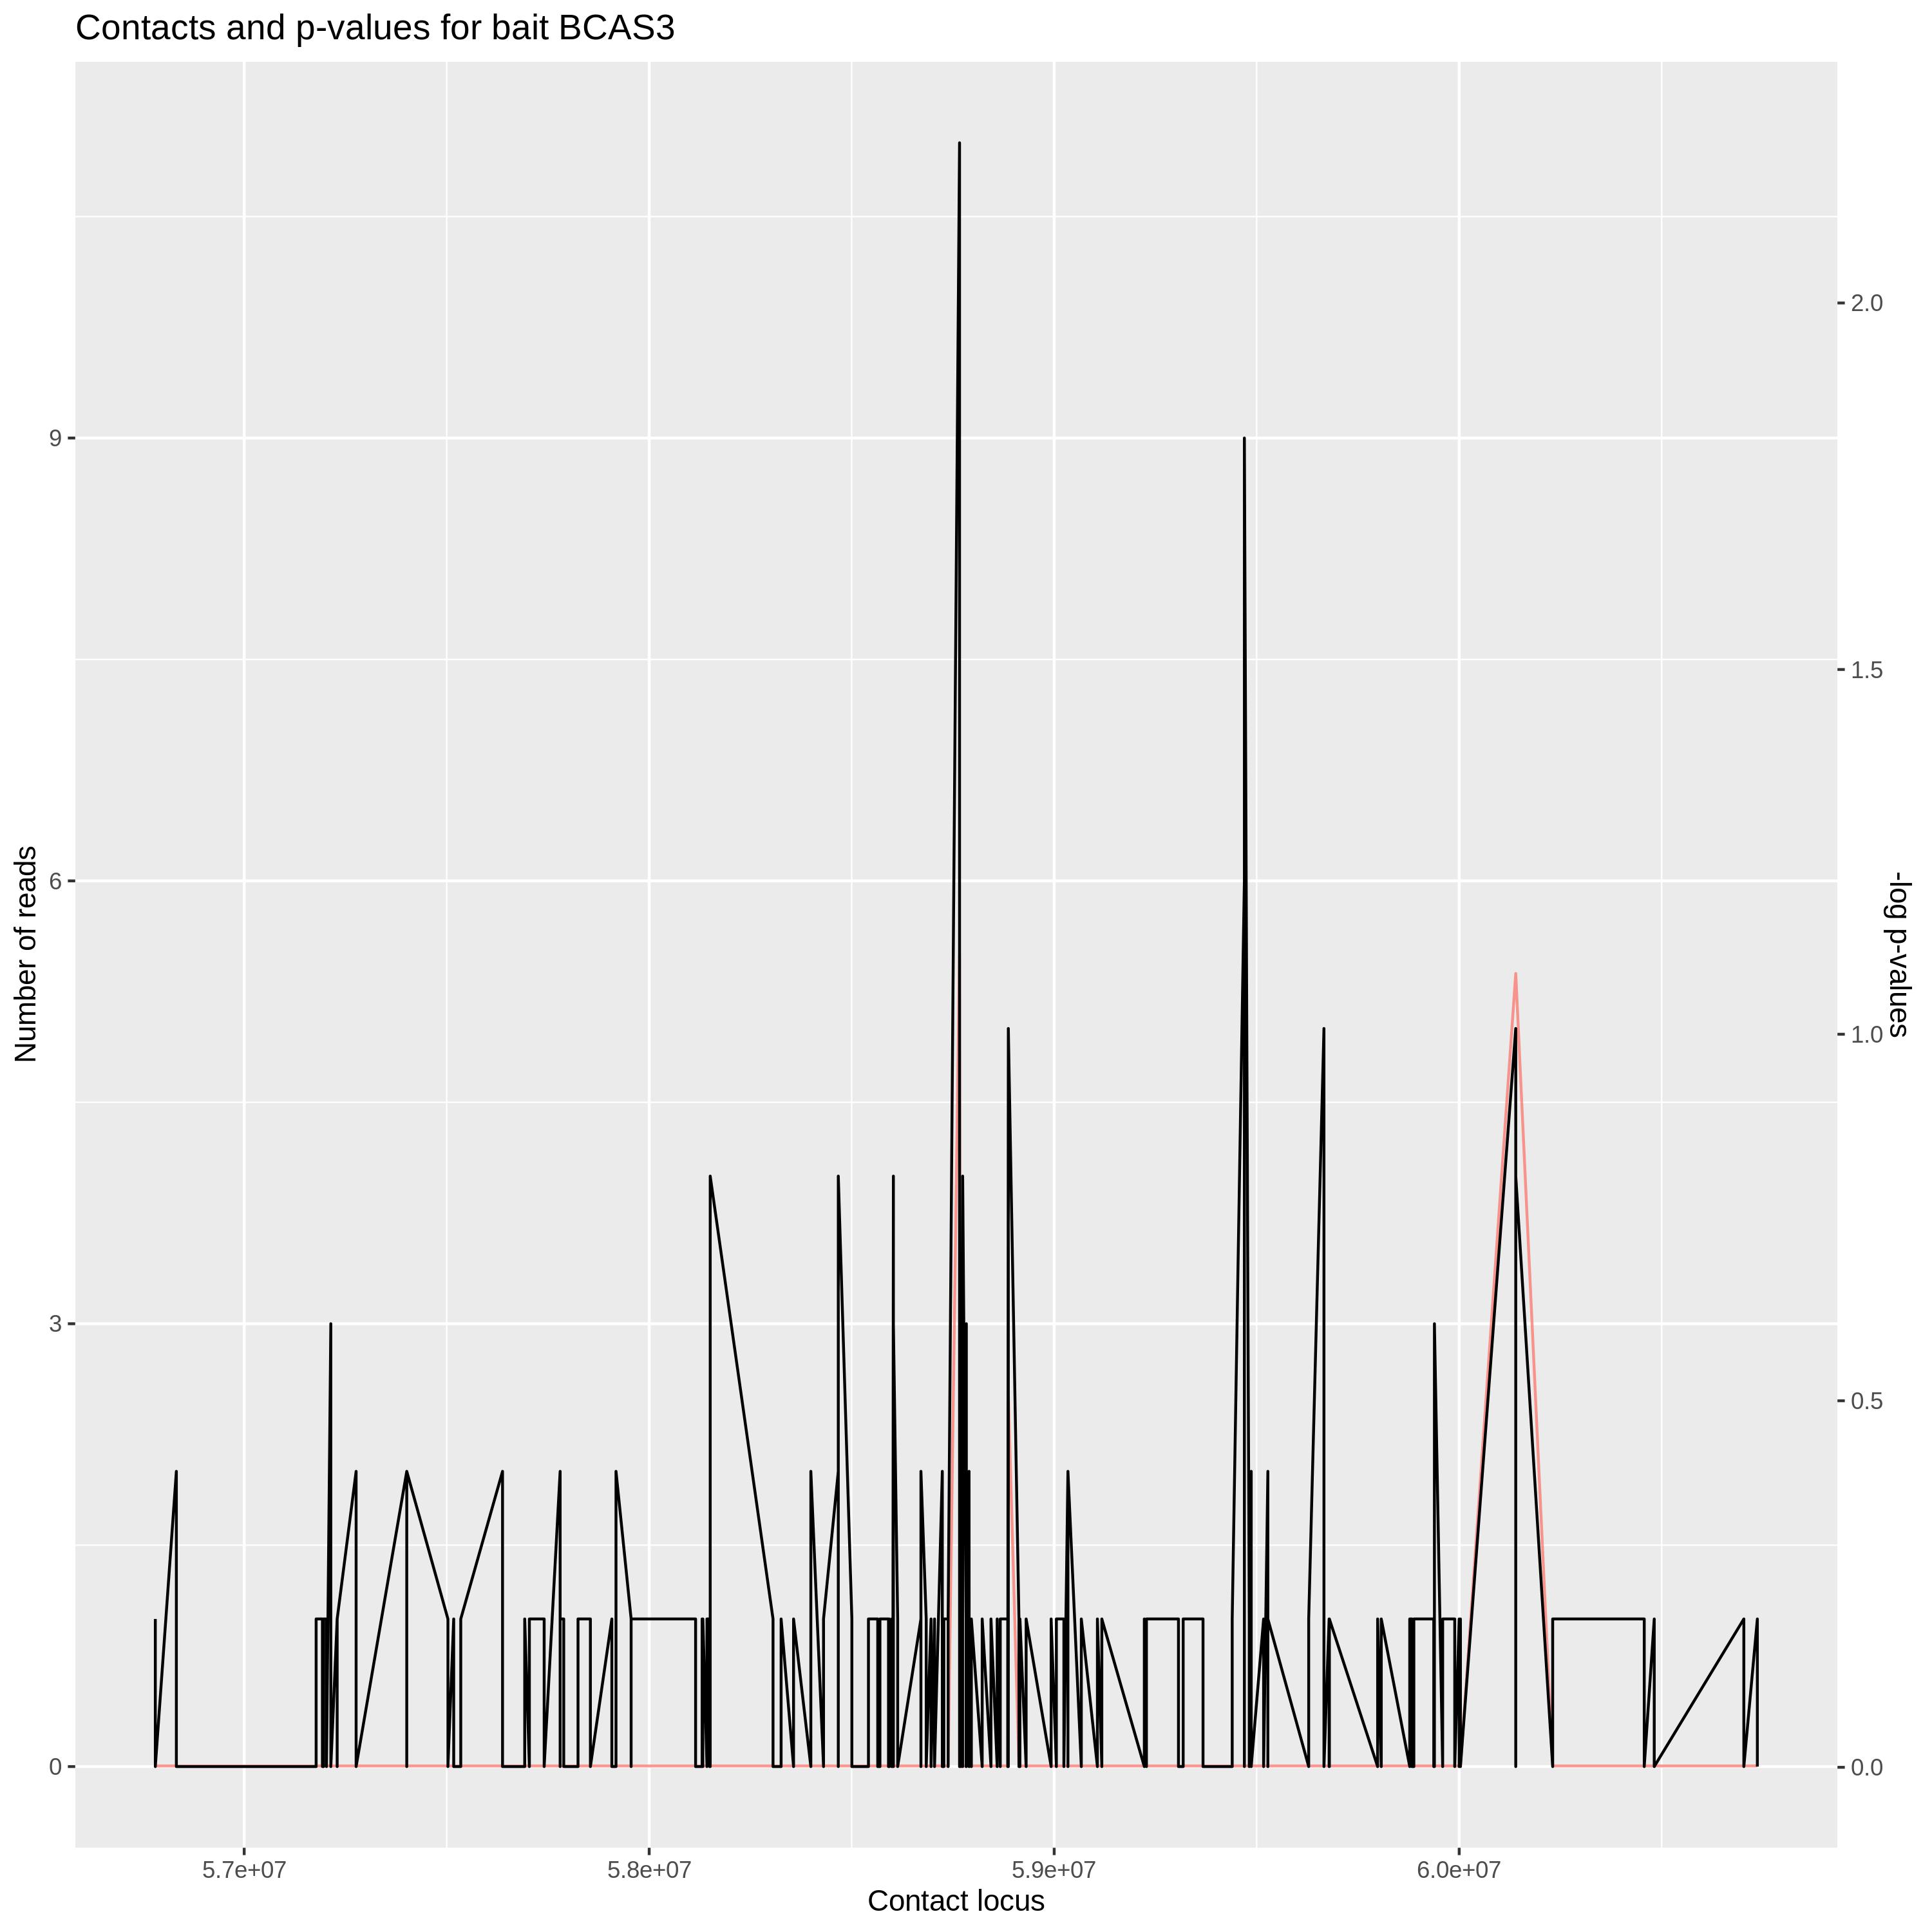 Contacts and p-values for bait BCAS3
9
6
3
0
Number of reads
2.0
1.5
1.0
0.5
0.0
-log p-values
5.7e+07 5.8e+07 5.9e+07 6.0e+07
Contact locus